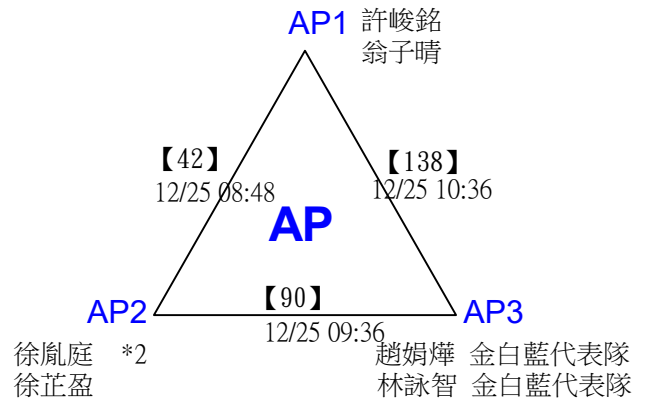 AP1 許峻銘
翁子晴
【42】
12/25 08:48
【138】
12/25 10:36
AP
AP2
【90】
AP3
12/25 09:36
徐胤庭 *2
徐芷盈
趙娟燁 金白藍代表隊
林詠智 金白藍代表隊